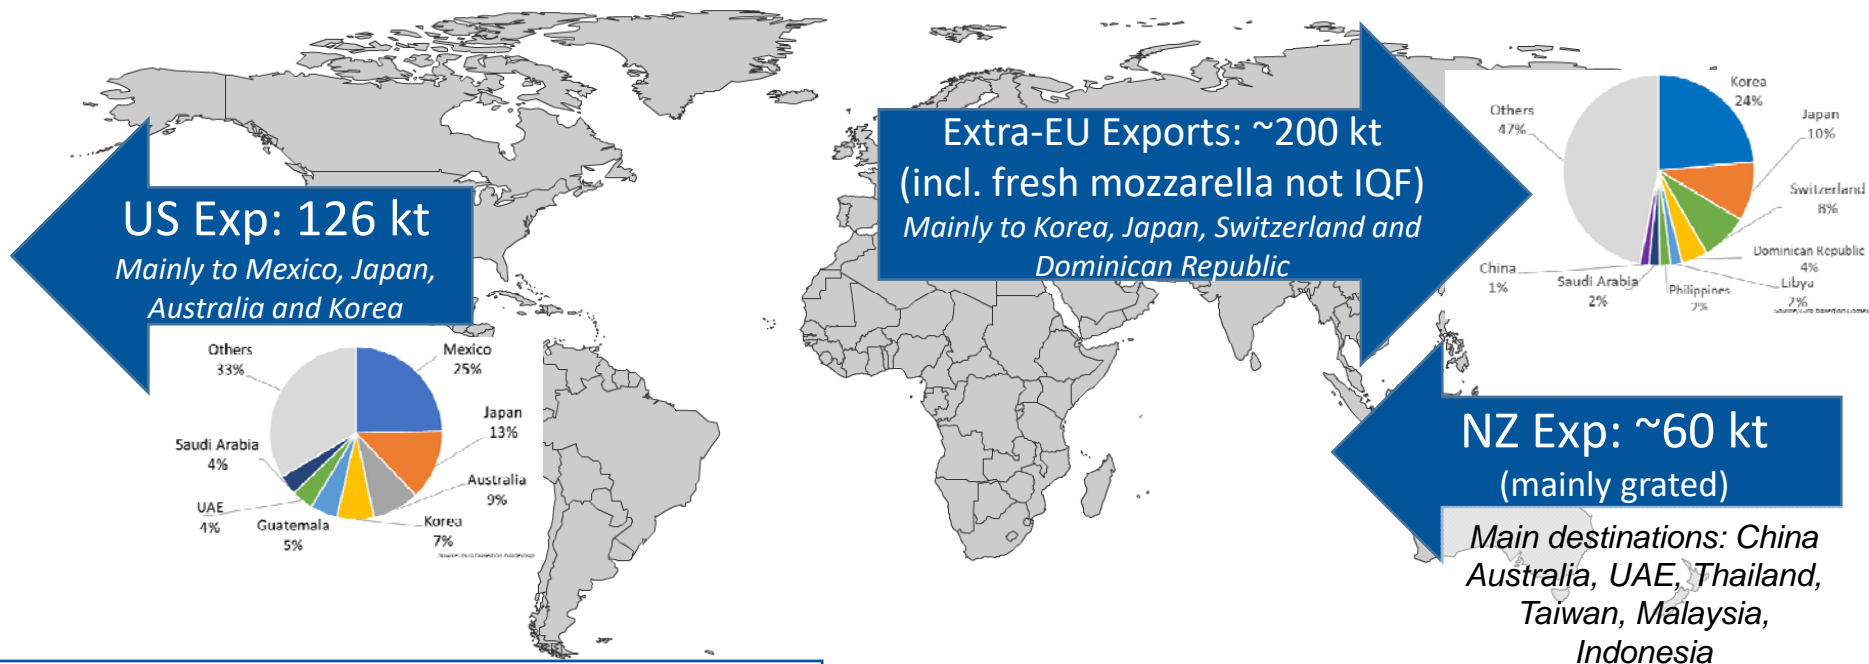 US Exp: 126 kt
Mainly to Mexico, Japan,
Australia and Korea
Others
33%
Mexico
25%
Japan
13%
Australia
9%
Korea
7%
Guatemala
5%
UAE
4%
Saudi Arabia
4%
Extra-EU Exports: ~200 kt
(incl. fresh mozzarella not IQF)
Mainly to Korea, Japan, Switzerland and
Dominican Republic
Others
47%
Korea
24%
Japan
10%
Switzerland
8%
Dominican Republic
4%
Libya
2%
Philippines
2%
Saudi Arabia
2%
China
1%
NZ Exp: ~60 kt
(mainly grated)
Main destinations: China
Australia, UAE, Thailand,
Taiwan, Malaysia,
Indonesia